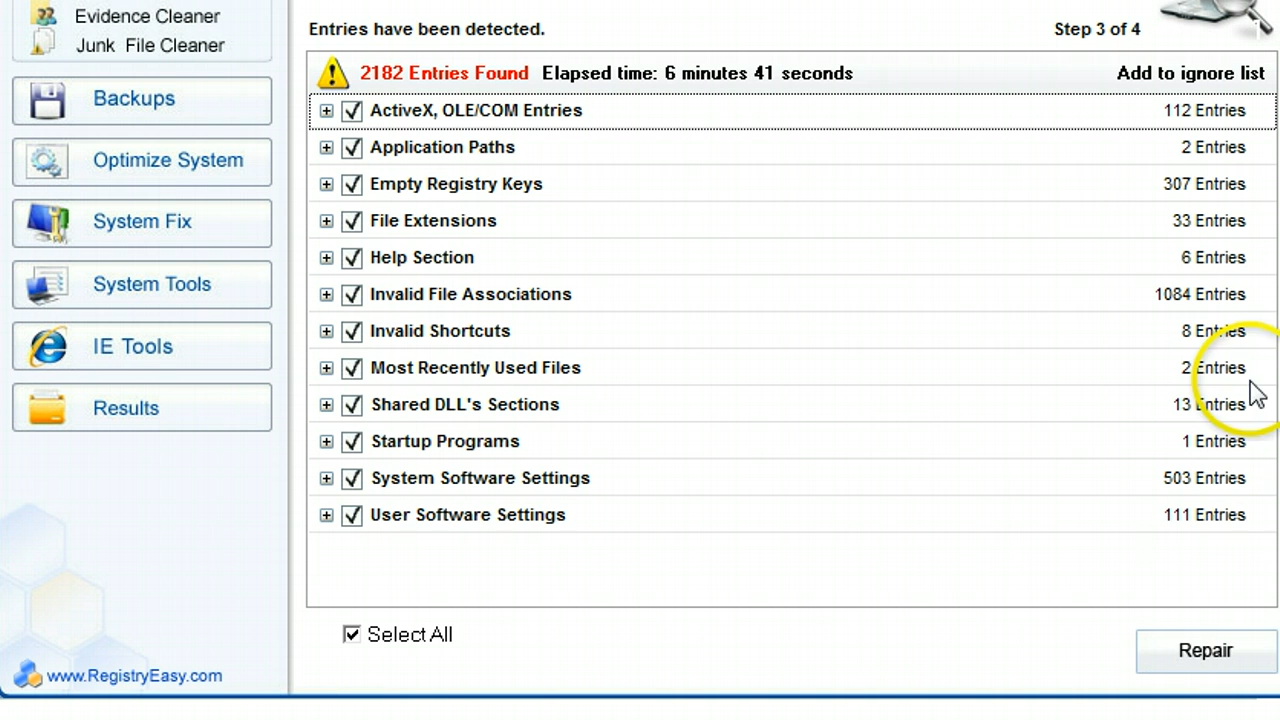 Evidence Cleaner
Junk File Cleaner
Backups
Optimize System
System Fix
System Tools
IE Tools
Results
www.RegistryEasy.com
Entries have been detected. Step 3 of 4
2182 Entries Found Elapsed time: 6 minutes 41 seconds Add to ignore list
ActiveX, OLE/COM Entries 112 Entries
Application Paths 2 Entries
Empty Registry Keys 307 Entries
File Extensions 33 Entries
Help Section 6 Entries
Invalid File Associations 1084 Entries
Invalid Shortcuts 8 Entries
Most Recently Used Files 2 Entries
Shared DLL's Sections 13 Entries
Startup Programs 1 Entries
System Software Settings 503 Entries
User Software Settings 111 Entries
Select All
Repair